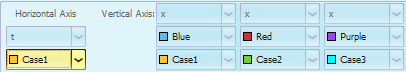 Horizontal Axis Vertical Axis: x x x
t Blue Red Purple
Case1 Case1 Case2 Case3